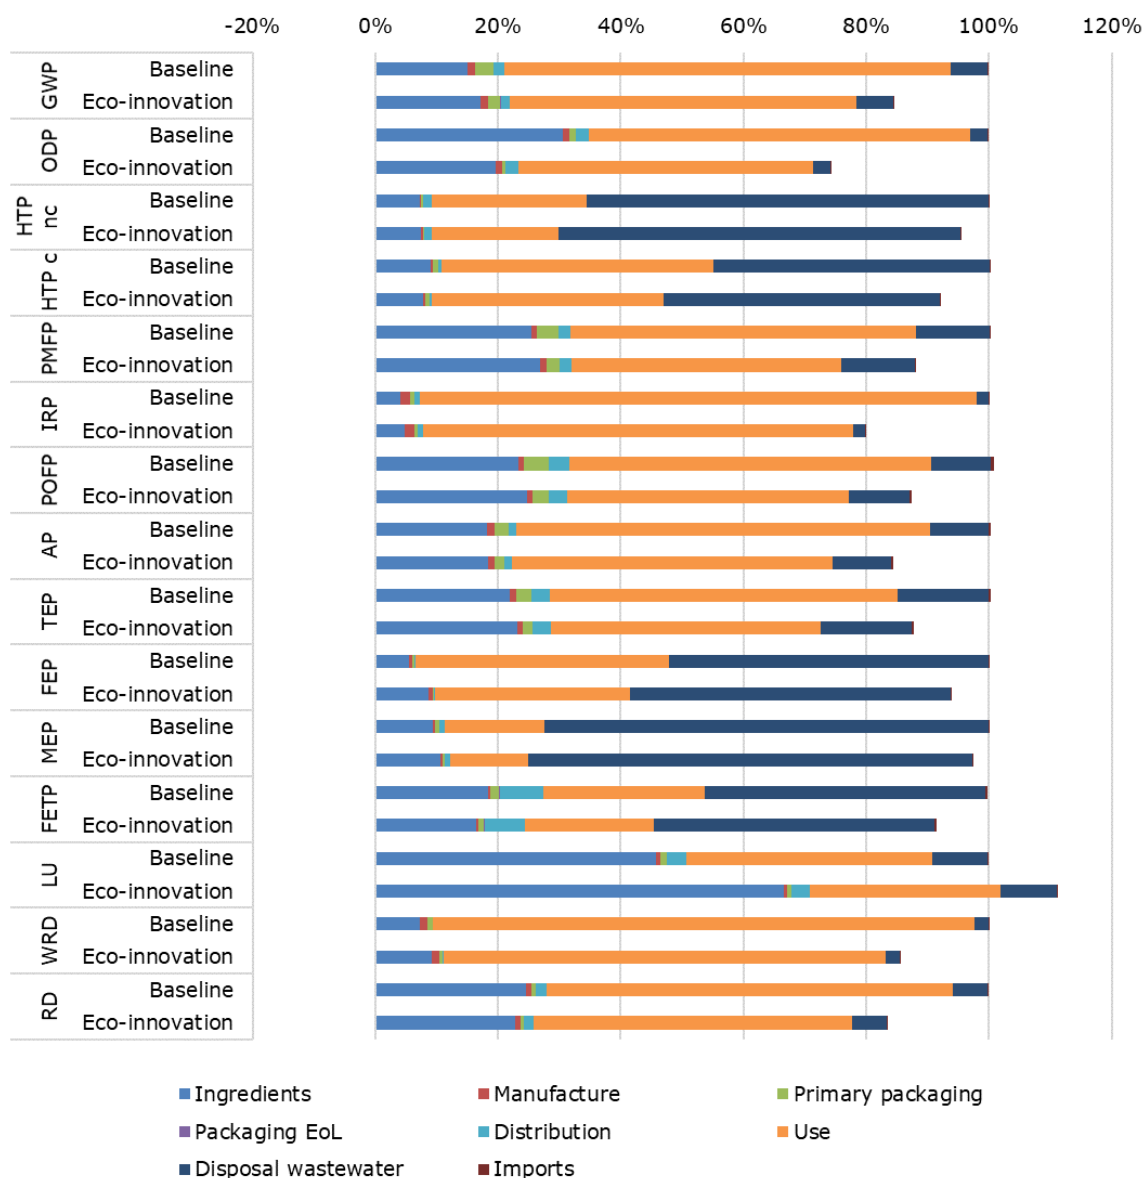 -20% 0% 20% 40% 60% 80% 100% 120%
GWP
Baseline
Eco-innovation
ODP
Baseline
Eco-innovation
HTP nc
Baseline
Eco-innovation
HTP c
Baseline
Eco-innovation
PMFP
Baseline
Eco-innovation
IRP
Baseline
Eco-innovation
POFP
Baseline
Eco-innovation
AP
Baseline
Eco-innovation
TEP
Baseline
Eco-innovation
FEP
Baseline
Eco-innovation
MEP
Baseline
Eco-innovation
FETP
Baseline
Eco-innovation
LU
Baseline
Eco-innovation
WRD
Baseline
Eco-innovation
RD
Baseline
Eco-innovation
Ingredients Manufacture Primary packaging
Packaging EoL Distribution Use
Disposal wastewater Imports